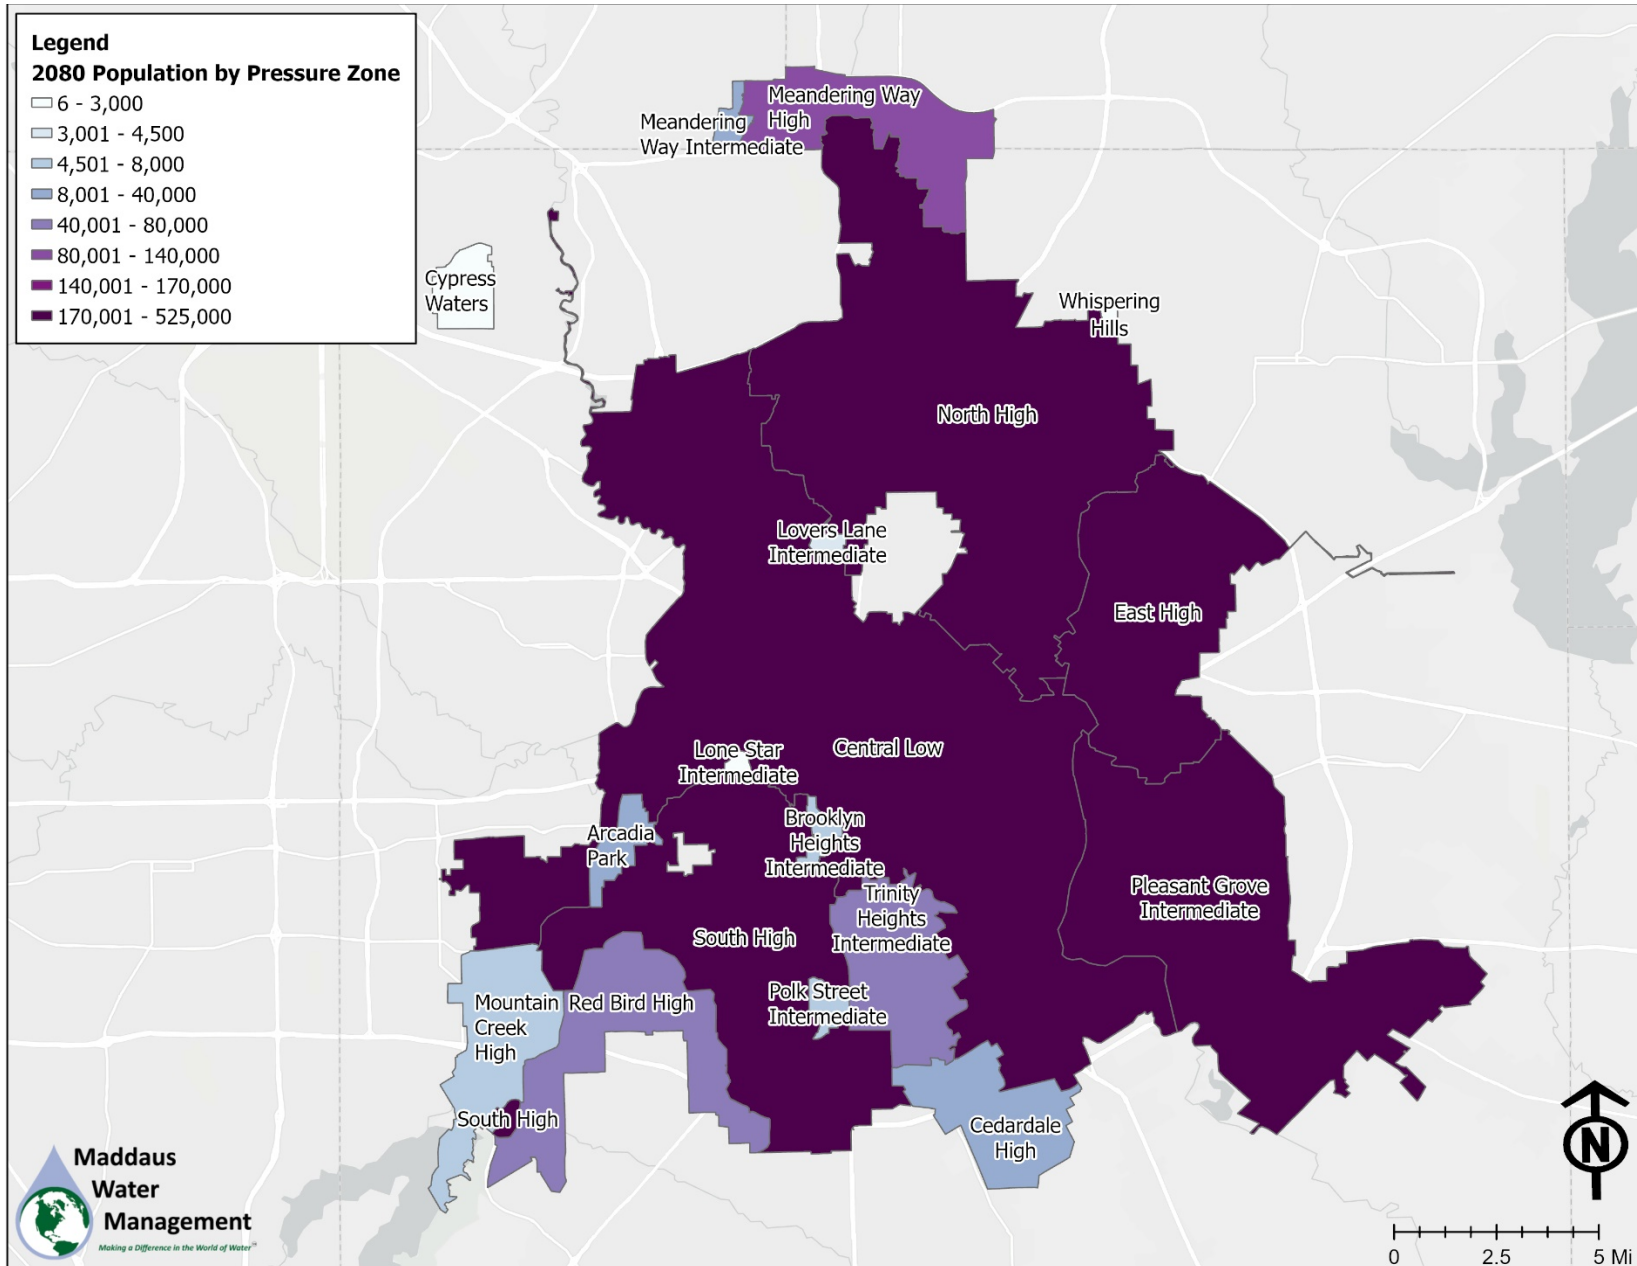 Legend
2080 Population by Pressure Zone
6 - 3,000
3,001 - 4,500
4,501 - 8,000
8,001 - 40,000
40,001 - 80,000
80,001 - 140,000
140,001 - 170,000
170,001 - 525,000
Meandering Way
High
Meandering
Way Intermediate
Cypress
Waters
Whispering
Hills
North High
Lovers Lane
Intermediate
East High
Lone Star
Intermediate
Central Low
Arcadia
Park
Brooklyn
Heights
Intermediate
Trinity
Heights
Intermediate
Pleasant Grove
Intermediate
South High
Mountain
Creek
High
Red Bird High
Polk Street
Intermediate
South High
Cedardale
High
Maddaus
Water
Management
Making a Difference in the World of Water
N
0 2.5 5 Mi